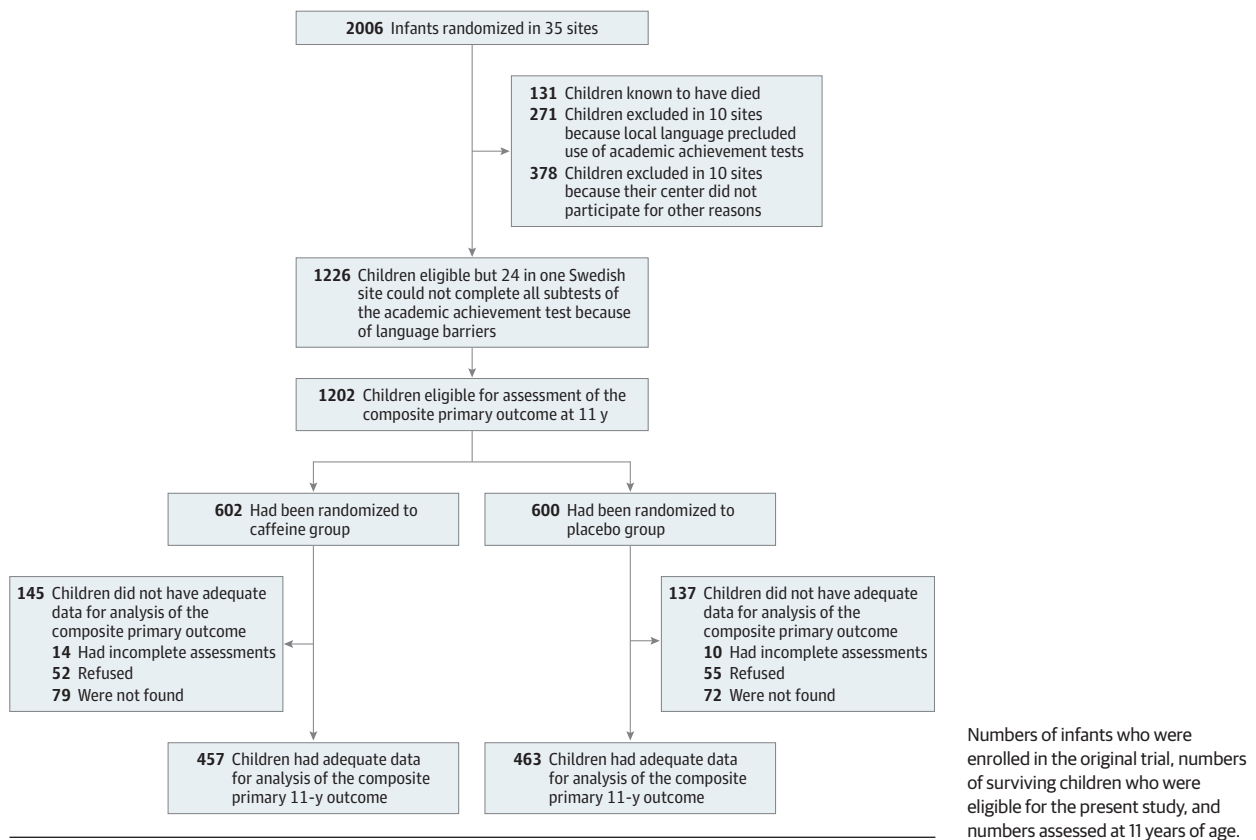 2006 Infants randomized in 35 sites
131 Children known to have died
271 Children excluded in 10 sites
because local language precluded
use of academic achievement tests
378 Children excluded in 10 sites
because their center did not
participate for other reasons
1226 Children eligible but 24 in one Swedish
site could not complete all subtests of
the academic achievement test because
of language barriers
1202 Children eligible for assessment of the
composite primary outcome at 11 y
602 Had been randomized to
caffeine group
600 Had been randomized to
placebo group
145 Children did not have adequate
data for analysis of the
composite primary outcome
14 Had incomplete assessments
52 Refused
79 Were not found
137 Children did not have adequate
data for analysis of the
composite primary outcome
10 Had incomplete assessments
55 Refused
72 Were not found
457 Children had adequate data
for analysis of the composite
primary 11-y outcome
463 Children had adequate data
for analysis of the composite
primary 11-y outcome
Numbers of infants who were
enrolled in the original trial, numbers
of surviving children who were
eligible for the present study, and
numbers assessed at 11 years of age.